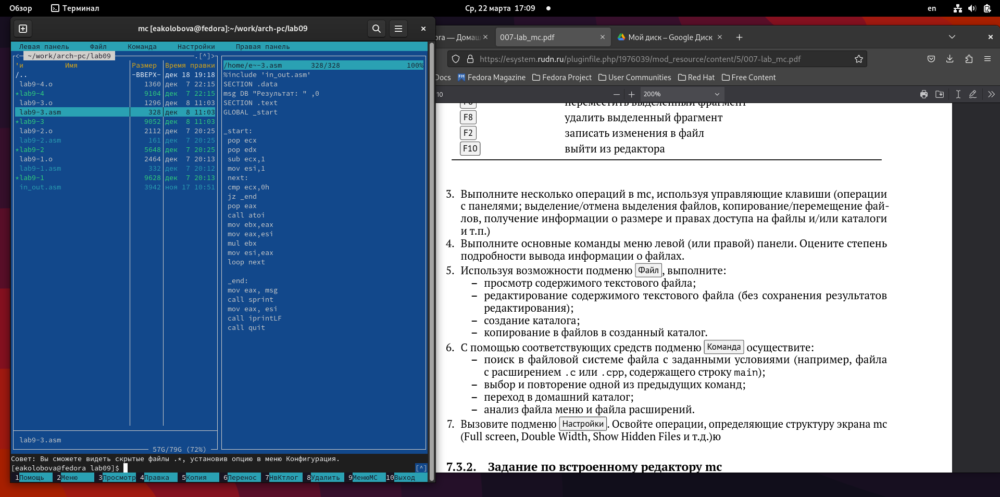 Обзор
Терминал
Ср, 22 марта 17:09
en
mc [eakolobova@fedora]:~/work/arch-pc/lab09
Левая панель Файл Команда Настройки Правая панель
<─ ~/work/arch-pc/lab09 .[^]>
'и Имя Размер Время правки
/.. -ВВЕРХ- дек 18 19:18
lab9-4.o 1360 дек 7 22:15
*lab9-4 9104 дек 7 22:15
lab9-3.o 1296 дек 8 11:03
lab9-3.asm 328 дек 8 11:03
*lab9-3 9052 дек 8 11:03
lab9-2.o 2112 дек 7 20:25
lab9-2.asm 161 дек 7 20:25
*lab9-2 5648 дек 7 20:25
lab9-1.o 2464 дек 7 20:13
lab9-1.asm 332 дек 7 20:12
*lab9-1 9628 дек 7 20:13
in_out.asm 3942 ноя 17 10:51
lab9-3.asm
57G/79G (72%)
/home/e~-3.asm 328/328 100%
%include 'in_out.asm'
SECTION .data
msg DB "Результат: " ,0
SECTION .text
GLOBAL _start
_start:
pop ecx
pop edx
sub ecx,1
mov esi,1
next:
cmp ecx,0h
jz _end
pop eax
call atoi
mov ebx,eax
mov eax,esi
mul ebx
mov esi,eax
loop next
_end:
mov eax, msg
call sprint
mov eax, esi
call iprintLF
call quit
Совет: Вы сможете видеть скрытые файлы .*, установив опцию в меню Конфигурация.
[eakolobova@fedora lab09]$ [^]
1Помощь 2Меню 3Просмотр 4Правка 5Копия 6Перенос 7НвКтлог 8Удалить 9МенюMC 10Выход
ora — Домаш
007-lab_mc.pdf
Мой диск – Google Диск
https://esystem.rudn.ru/pluginfile.php/1976039/mod_resource/content/5/007-lab_mc.pdf
Docs Fedora Magazine Fedora Project User Communities Red Hat Free Content
10
200%
переместить выделенный фрагмент
F8 удалить выделенный фрагмент
F2 записать изменения в файл
F10 выйти из редактора
3. Выполните несколько операций в mc, используя управляющие клавиши (операции
с панелями; выделение/отмена выделения файлов, копирование/перемещение фай-
лов, получение информации о размере и правах доступа на файлы и/или каталоги
и т.п.)
4. Выполните основные команды меню левой (или правой) панели. Оцените степень
подробности вывода информации о файлах.
5. Используя возможности подменю Файл, выполните:
– просмотр содержимого текстового файла;
– редактирование содержимого текстового файла (без сохранения результатов
редактирования);
– создание каталога;
– копирование в файлов в созданный каталог.
6. С помощью соответствующих средств подменю Команда осуществите:
– поиск в файловой системе файла с заданными условиями (например, файла
с расширением .c или .cpp, содержащего строку main);
– выбор и повторение одной из предыдущих команд;
– переход в домашний каталог;
– анализ файла меню и файла расширений.
7. Вызовите подменю Настройки. Освойте операции, определяющие структуру экрана mc
(Full screen, Double Width, Show Hidden Files и т.д.)ю
7.3.2. Задание по встроенному редактору mc